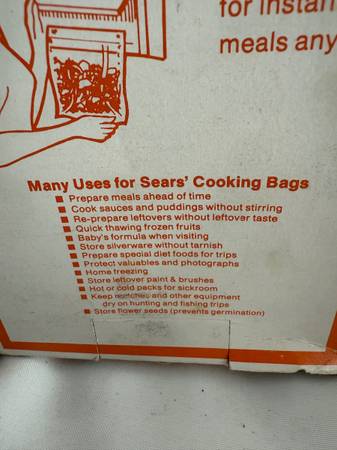 for instan
meals any
Many Uses for Sears' Cooking Bags
■ Prepare meals ahead of time
■ Cook sauces and puddings without stirring
■ Re-prepare leftovers without leftover taste
■ Quick thawing frozen fruits
■ Baby's formula when visiting
■ Store silverware without tarnish
■ Prepare special diet foods for trips
■ Protect valuables and photographs
■ Home freezing
■ Store leftover paint & brushes
■ Hot or cold packs for sickroom
■ Keep matches and other equipment
dry on hunting and fishing trips
■ Store flower seeds (prevents germination)